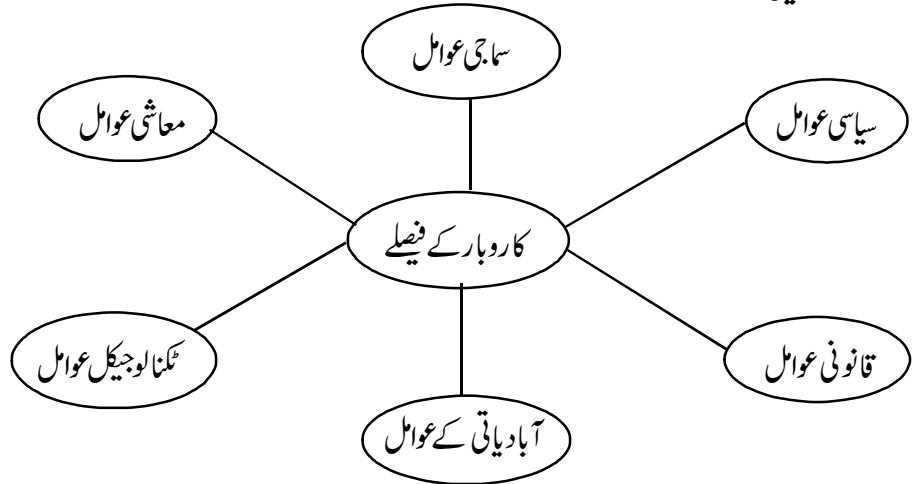 سماجی عوامل
سیاسی عوامل
معاشی عوامل
کاروبار کے فیصلے
قانونی عوامل
ٹکنالوجیکل عوامل
آبادیاتی کے عوامل